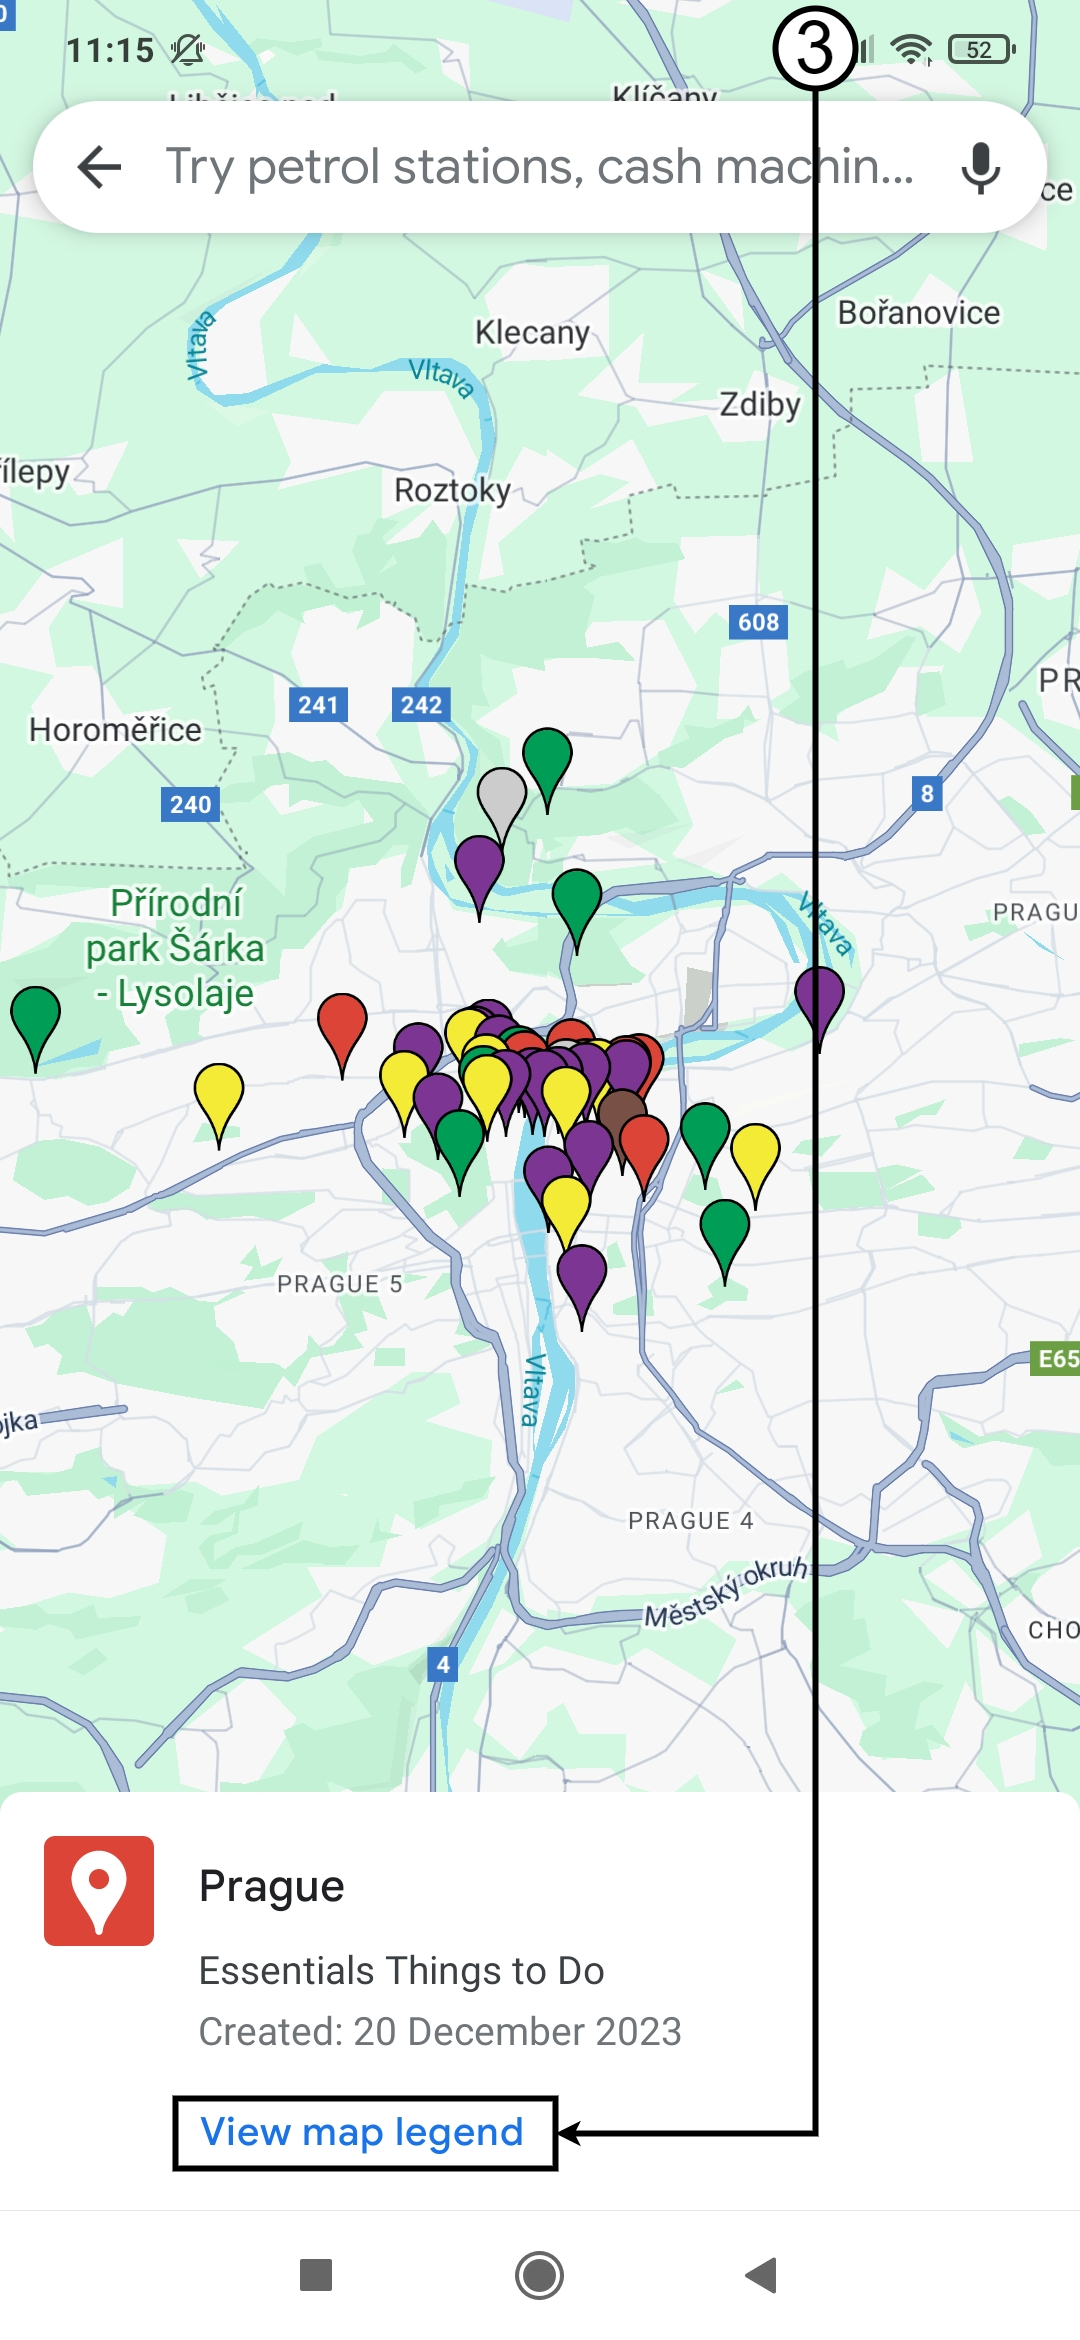 11:15
3
52
Klíčany
Try petrol stations, cash machin...
ce
Vltava
Klecany
Bořanovice
Vltava
Zdiby
ílepy
Roztoky
608
PR
241
242
Horoměřice
240
8
Přírodní
park Šárka
- Lysolaje
Vltava
PRAGU
PRAGUE 5
Vltava
E65
ojka
PRAGUE 4
Městský okruh
CHO
4
Prague
Essentials Things to Do
Created: 20 December 2023
View map legend